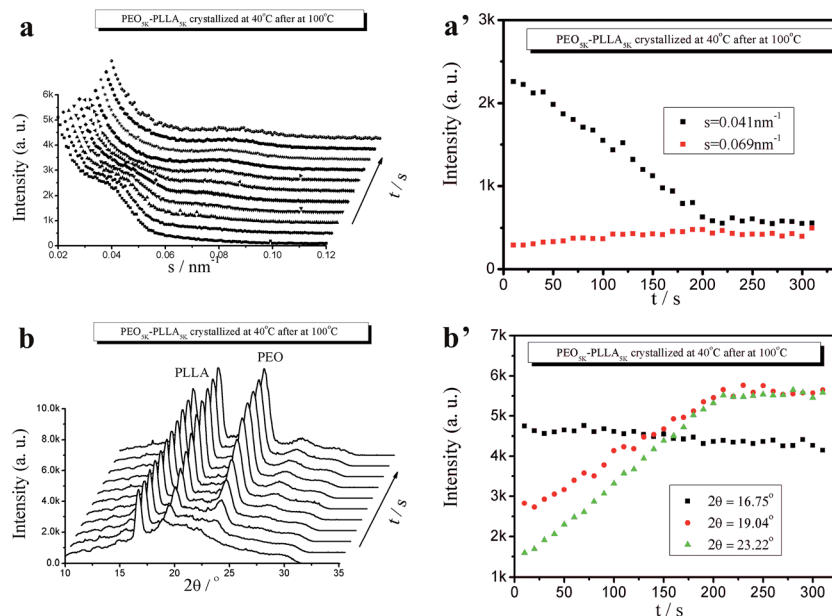 a
PEO5K-PLLA5K crystallized at 40°C after at 100°C
Intensity (a. u.)
6k
5k
4k
3k
2k
1k
0
0.02 0.04 0.06 0.08 0.10 0.12
s / nm-1
t / s
a'
PEO5K-PLLA5K crystallized at 40°C after at 100°C
Intensity (a. u.)
3k
2k
1k
0
s=0.041nm-1
s=0.069nm-1
0 50 100 150 200 250 300
t / s
b
PEO5K-PLLA5K crystallized at 40°C after at 100°C
PLLA
PEO
Intensity (a. u.)
10.0k
8.0k
6.0k
4.0k
2.0k
0.0
10 15 20 25 30 35
2θ / °
t / s
b'
PEO5K-PLLA5K crystallized at 40°C after at 100°C
Intensity (a. u.)
7k
6k
5k
4k
3k
2k
1k
2θ = 16.75°
2θ = 19.04°
2θ = 23.22°
0 50 100 150 200 250 300
t / s